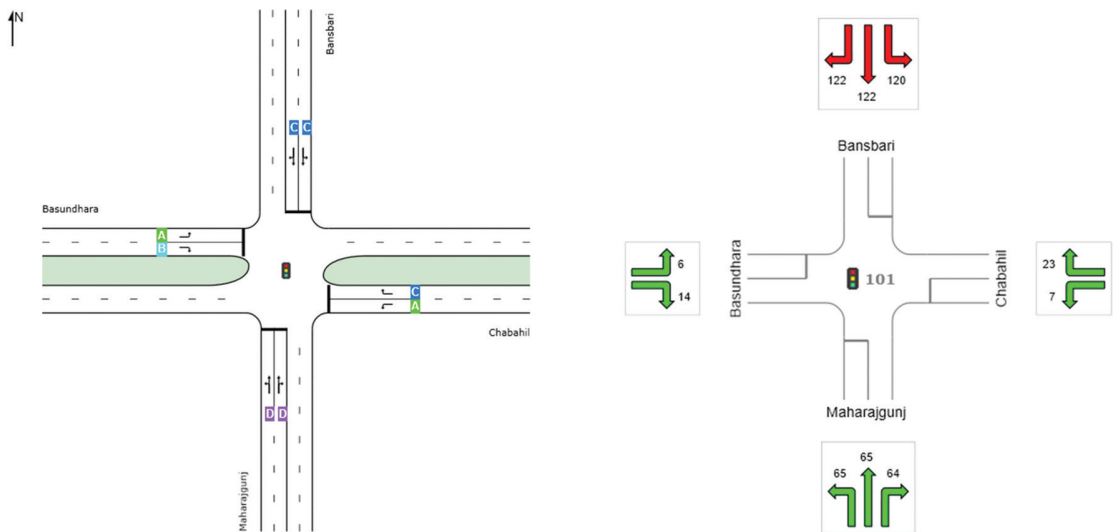 N
Bansbari
C C
Basundhara
A
B
C
A
Chabahil
D D
Maharajgunj
122
122
120
Bansbari
6
14
Basundhara
101
Chabahil
23
7
Maharajgunj
65
65
64